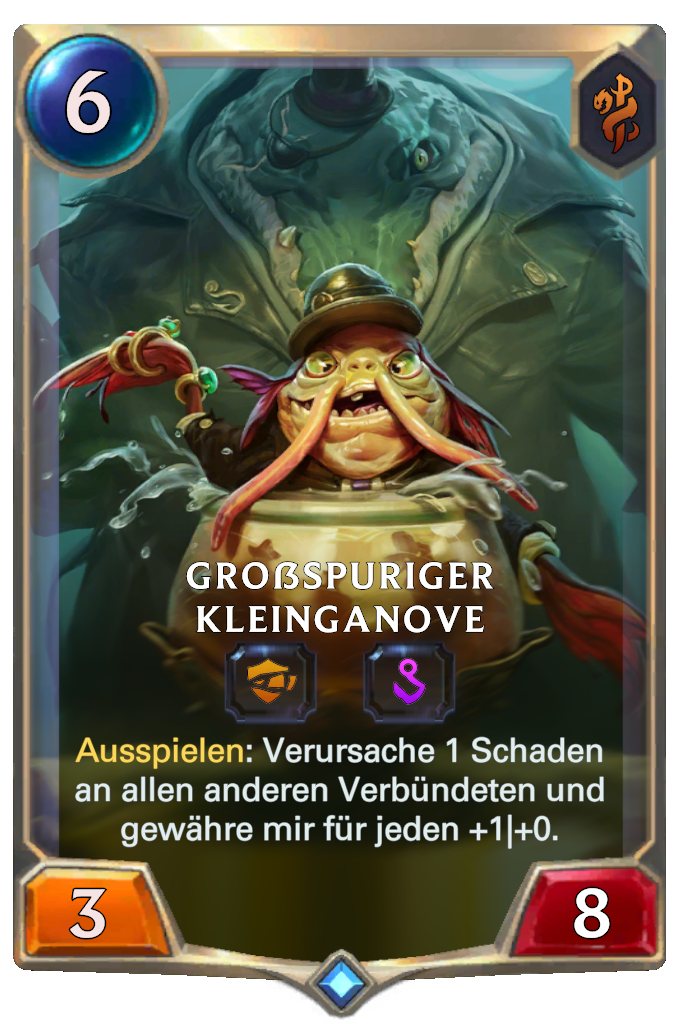 6
GROẞSPURIGER
KLEINGANOVE
Ausspielen: Verursache 1 Schaden
an allen anderen Verbündeten und
gewähre mir für jeden +1|+0.
3
8